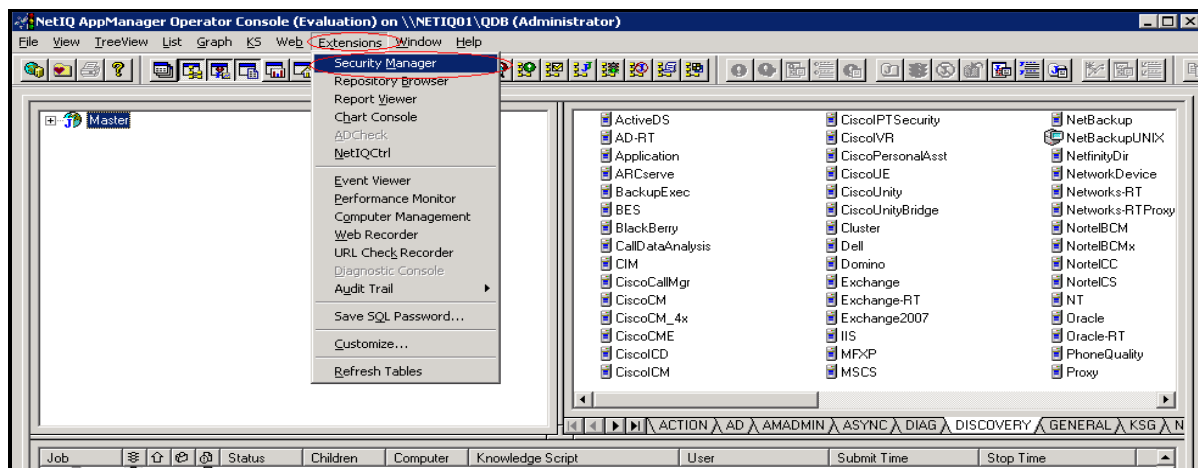 NetIQ AppManager Operator Console (Evaluation) on \\NETIQ01\QDB (Administrator)
File View TreeView List Graph KS Web Extensions Window Help
Security Manager
Repository Browser
Report Viewer
Chart Console
ADCheck
NetIQCtrl
Event Viewer
Performance Monitor
Computer Management
Web Recorder
URL Check Recorder
Diagnostic Console
Audit Trail
Save SQL Password...
Customize...
Refresh Tables
Master
ActiveDS
AD-RT
Application
ARCserve
BackupExec
BES
BlackBerry
CallDataAnalysis
CIM
CiscoCallMgr
CiscoCM
CiscoCM_4x
CiscoCME
CiscoICD
CiscoICM
CiscoIPTSecurity
CiscoIVR
CiscoPersonalAsst
CiscoUE
CiscoUnity
CiscoUnityBridge
Cluster
Dell
Domino
Exchange
Exchange-RT
Exchange2007
IIS
MFXP
MSCS
NetBackup
NetBackupUNIX
NetfinityDir
NetworkDevice
Networks-RT
Networks-RTProxy
NortelBCM
NortelBCMx
NortelCC
NortelCS
NT
Oracle
Oracle-RT
PhoneQuality
Proxy
ACTION AD AMADMIN ASYNC DIAG DISCOVERY GENERAL KSG N
Job Status Children Computer Knowledge Script User Submit Time Stop Time